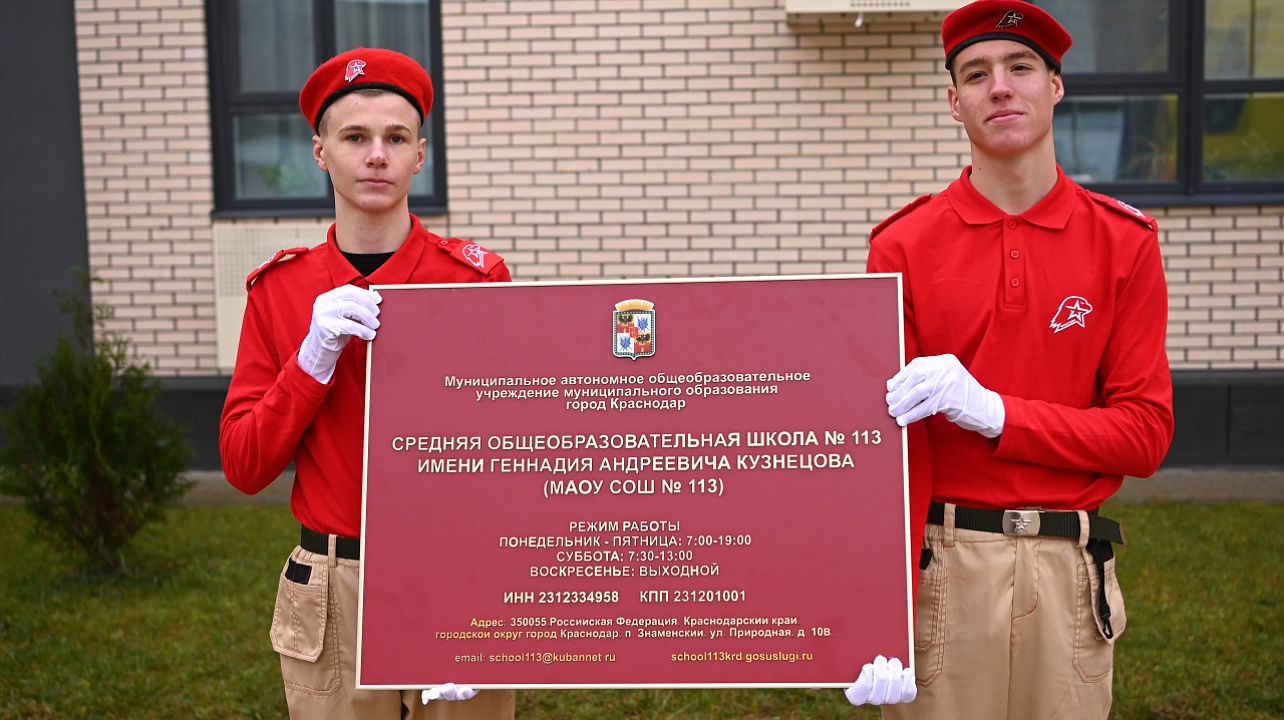 Муниципальное автономное общеобразовательное
учреждение муниципального образования
город Краснодар
СРЕДНЯЯ ОБЩЕОБРАЗОВАТЕЛЬНАЯ ШКОЛА № 113
ИМЕНИ ГЕННАДИЯ АНДРЕЕВИЧА КУЗНЕЦОВА
(МАОУ СОШ № 113)
РЕЖИМ РАБОТЫ
ПОНЕДЕЛЬНИК - ПЯТНИЦА: 7:00-19:00
СУББОТА: 7:30-13:00
ВОСКРЕСЕНЬЕ: ВЫХОДНОЙ
ИНН 2312334958 КПП 231201001
Адрес: 350055, Российская Федерация, Краснодарский край,
городской округ город Краснодар, п. Знаменский, ул. Природная, д. 10В.
email: school113@kubannet.ru school113krd.gosuslugi.ru